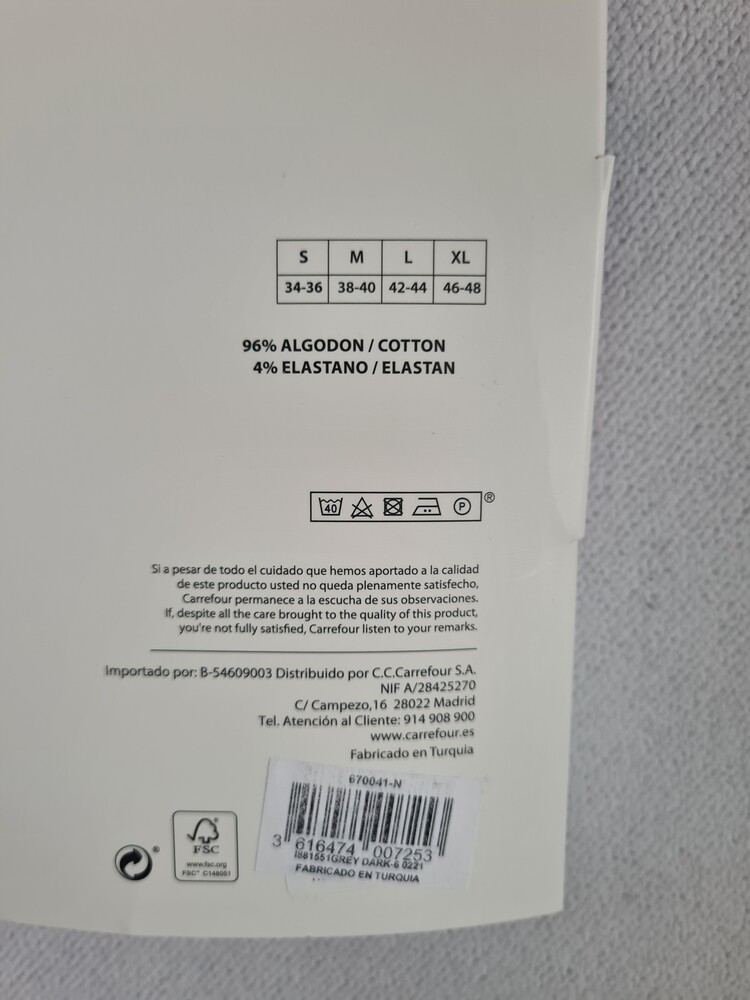 S M L XL
34-36 38-40 42-44 46-48
96% ALGODON / COTTON
4% ELASTANO / ELASTAN
40 P ®
Si a pesar de todo el cuidado que hemos aportado a la calidad
de este producto usted no queda plenamente satisfecho,
Carrefour permanece a la escucha de sus observaciones.
If, despite all the care brought to the quality of this product,
you're not fully satisfied, Carrefour listen to your remarks.
Importado por: B-54609003 Distribuido por C.C.Carrefour S.A.
NIF A/28425270
C/ Campezo,16 28022 Madrid
Tel. Atención al Cliente: 914 908 900
www.carrefour.es
Fabricado en Turquia
670041-N
3 616474 007253
GREY DARK-6 0221
FABRICADO EN TURQUIA
®
FSC
www.fsc.org
FSC™